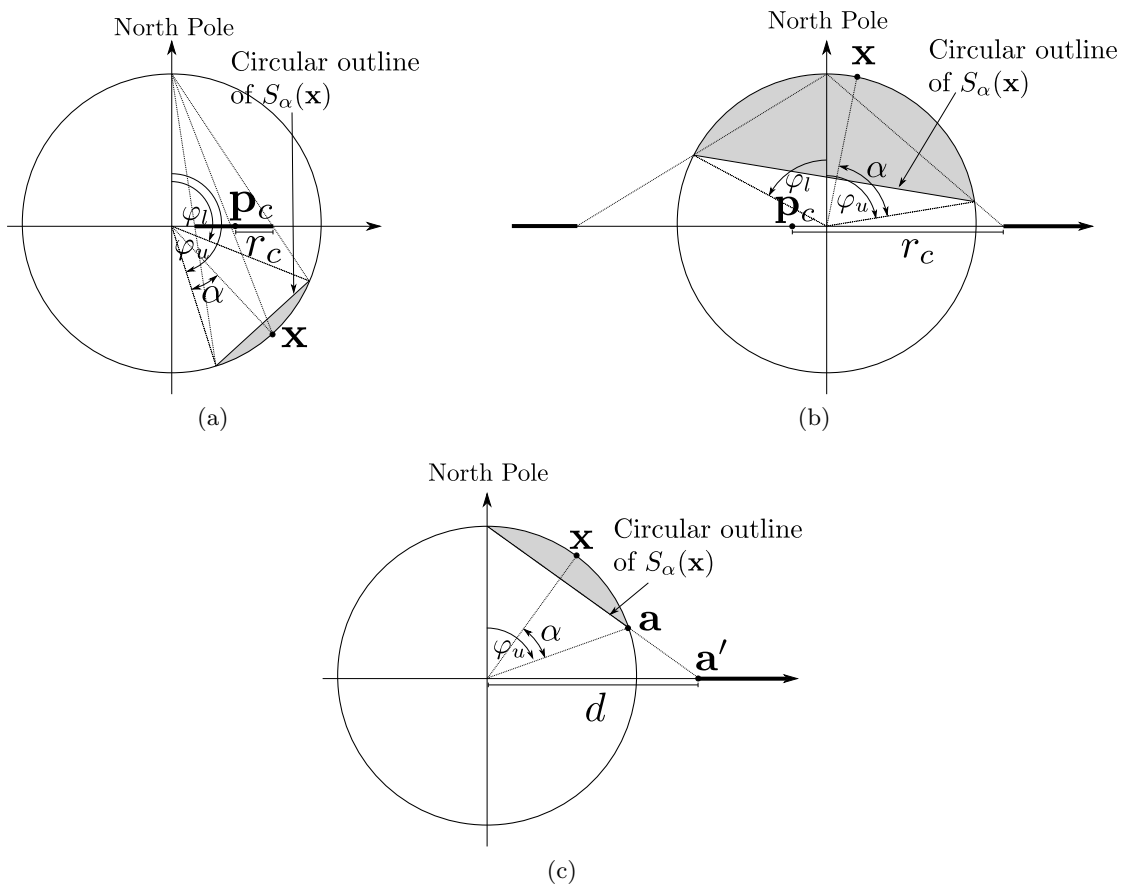 North Pole
Circular outline
of Sα(x)
φl
pc
rc
φu
α
x
(a)
North Pole
x
Circular outline
of Sα(x)
α
φl
φu
pc
rc
(b)
North Pole
x
Circular outline
of Sα(x)
α
a
φu
a′
d
(c)